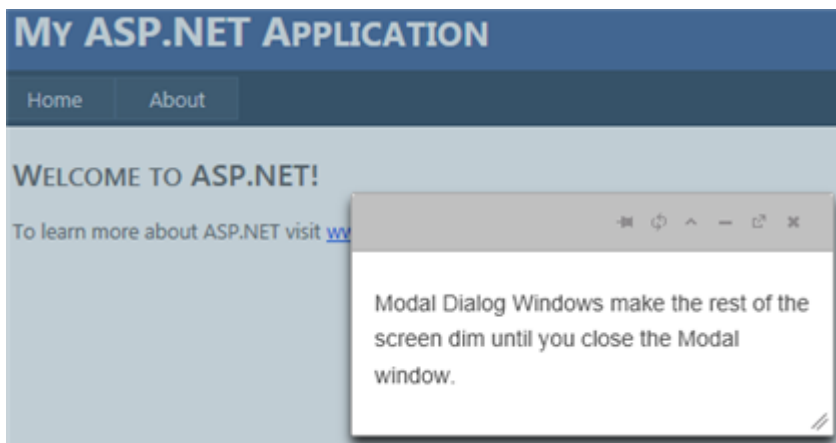 MY ASP.NET APPLICATION
Home About
WELCOME TO ASP.NET!
To learn more about ASP.NET visit
Modal Dialog Windows make the rest of the
screen dim until you close the Modal
window.